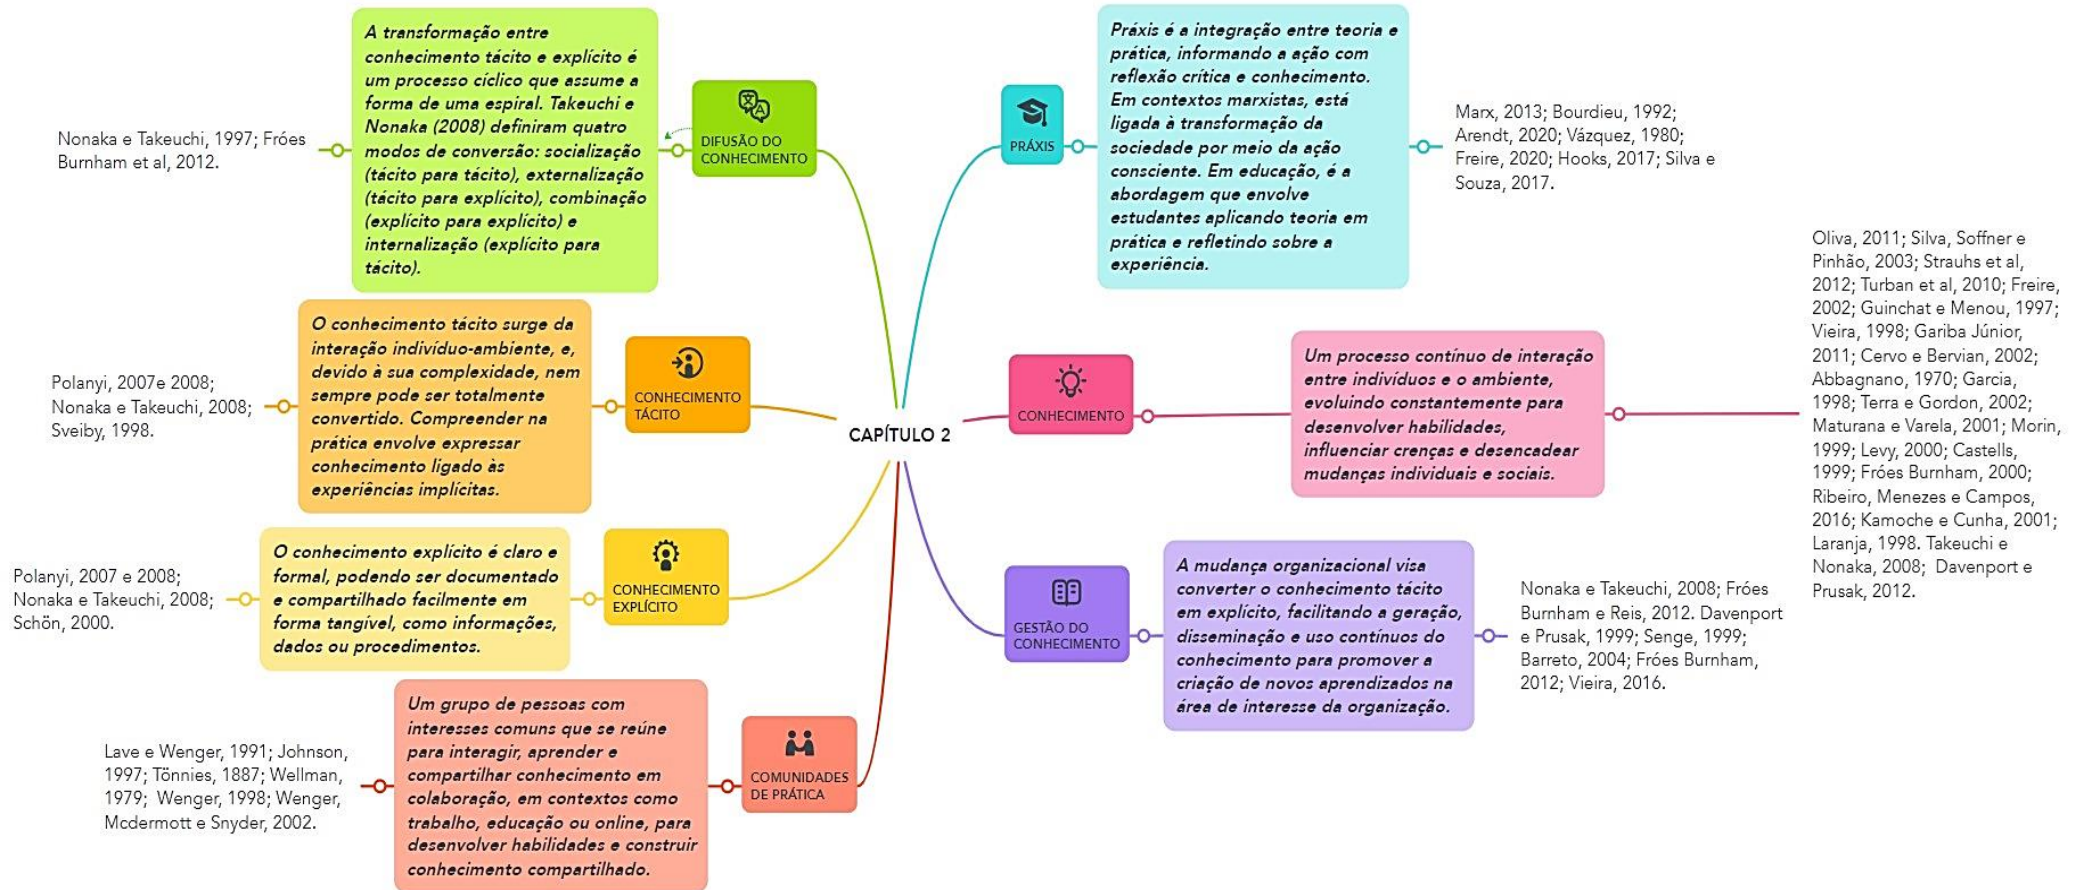 CAPÍTULO 2
DIFUSÃO DO
CONHECIMENTO
A transformação entre
conhecimento tácito e explícito é
um processo cíclico que assume a
forma de uma espiral. Takeuchi e
Nonaka (2008) definiram quatro
modos de conversão: socialização
(tácito para tácito), externalização
(tácito para explícito), combinação
(explícito para explícito) e
internalização (explícito para
tácito).
Nonaka e Takeuchi, 1997; Fróes
Burnham et al, 2012.
CONHECIMENTO
TÁCITO
O conhecimento tácito surge da
interação indivíduo-ambiente, e,
devido à sua complexidade, nem
sempre pode ser totalmente
convertido. Compreender na
prática envolve expressar
conhecimento ligado às
experiências implícitas.
Polanyi, 2007e 2008;
Nonaka e Takeuchi, 2008;
Sveiby, 1998.
CONHECIMENTO
EXPLÍCITO
O conhecimento explícito é claro e
formal, podendo ser documentado
e compartilhado facilmente em
forma tangível, como informações,
dados ou procedimentos.
Polanyi, 2007 e 2008;
Nonaka e Takeuchi, 2008;
Schön, 2000.
COMUNIDADES
DE PRÁTICA
Um grupo de pessoas com
interesses comuns que se reúne
para interagir, aprender e
compartilhar conhecimento em
colaboração, em contextos como
trabalho, educação ou online, para
desenvolver habilidades e construir
conhecimento compartilhado.
Lave e Wenger, 1991; Johnson,
1997; Tönnies, 1887; Wellman,
1979; Wenger, 1998; Wenger,
Mcdermott e Snyder, 2002.
PRÁXIS
Práxis é a integração entre teoria e
prática, informando a ação com
reflexão crítica e conhecimento.
Em contextos marxistas, está
ligada à transformação da
sociedade por meio da ação
consciente. Em educação, é a
abordagem que envolve
estudantes aplicando teoria em
prática e refletindo sobre a
experiência.
Marx, 2013; Bourdieu, 1992;
Arendt, 2020; Vázquez, 1980;
Freire, 2020; Hooks, 2017; Silva e
Souza, 2017.
CONHECIMENTO
Um processo contínuo de interação
entre indivíduos e o ambiente,
evoluindo constantemente para
desenvolver habilidades,
influenciar crenças e desencadear
mudanças individuais e sociais.
Oliva, 2011; Silva, Soffner e
Pinhão, 2003; Strauhs et al,
2012; Turban et al, 2010; Freire,
2002; Guinchat e Menou, 1997;
Vieira, 1998; Gariba Júnior,
2011; Cervo e Bervian, 2002;
Abbagnano, 1970; Garcia,
1998; Terra e Gordon, 2002;
Maturana e Varela, 2001; Morin,
1999; Levy, 2000; Castells,
1999; Fróes Burnham, 2000;
Ribeiro, Menezes e Campos,
2016; Kamoche e Cunha, 2001;
Laranja, 1998. Takeuchi e
Nonaka, 2008; Davenport e
Prusak, 2012.
GESTÃO DO
CONHECIMENTO
A mudança organizacional visa
converter o conhecimento tácito
em explícito, facilitando a geração,
disseminação e uso contínuos do
conhecimento para promover a
criação de novos aprendizados na
área de interesse da organização.
Nonaka e Takeuchi, 2008; Fróes
Burnham e Reis, 2012. Davenport
e Prusak, 1999; Senge, 1999;
Barreto, 2004; Fróes Burnham,
2012; Vieira, 2016.